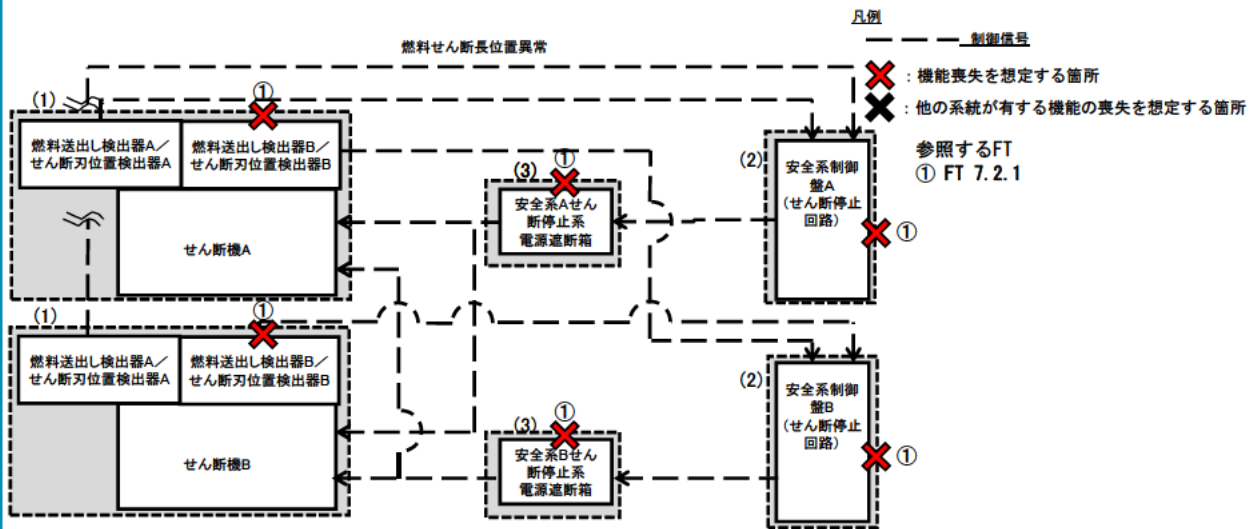 凡例
制御信号
：機能喪失を想定する箇所
：他の系統が有する機能の喪失を想定する箇所
参照するFT
① FT 7.2.1
燃料せん断長位置異常
(1)
①
燃料送出し検出器A／
せん断刃位置検出器A
燃料送出し検出器B／
せん断刃位置検出器B
せん断機A
(3)
①
安全系Aせん
断停止系
電源遮断箱
(2)
安全系制御
盤A
（せん断停止
回路）
①
(1)
①
燃料送出し検出器A／
せん断刃位置検出器A
燃料送出し検出器B／
せん断刃位置検出器B
せん断機B
(3)
①
安全系Bせん
断停止系
電源遮断箱
(2)
安全系制御
盤B
（せん断停止
回路）
①